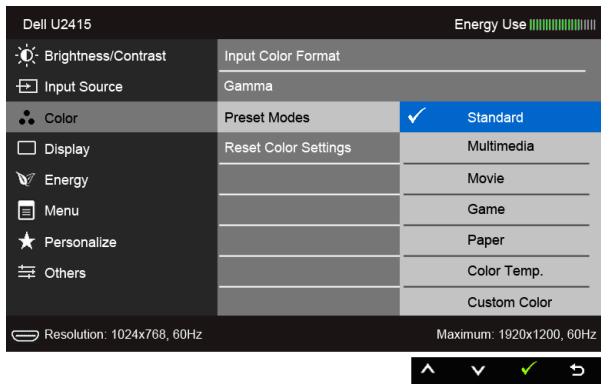 Dell U2415 Energy Use
Brightness/Contrast Input Color Format
Input Source Gamma
Color Preset Modes Standard
Display Reset Color Settings Multimedia
Energy Movie
Menu Game
Personalize Paper
Others Color Temp.
Custom Color
Resolution: 1024x768, 60Hz Maximum: 1920x1200, 60Hz